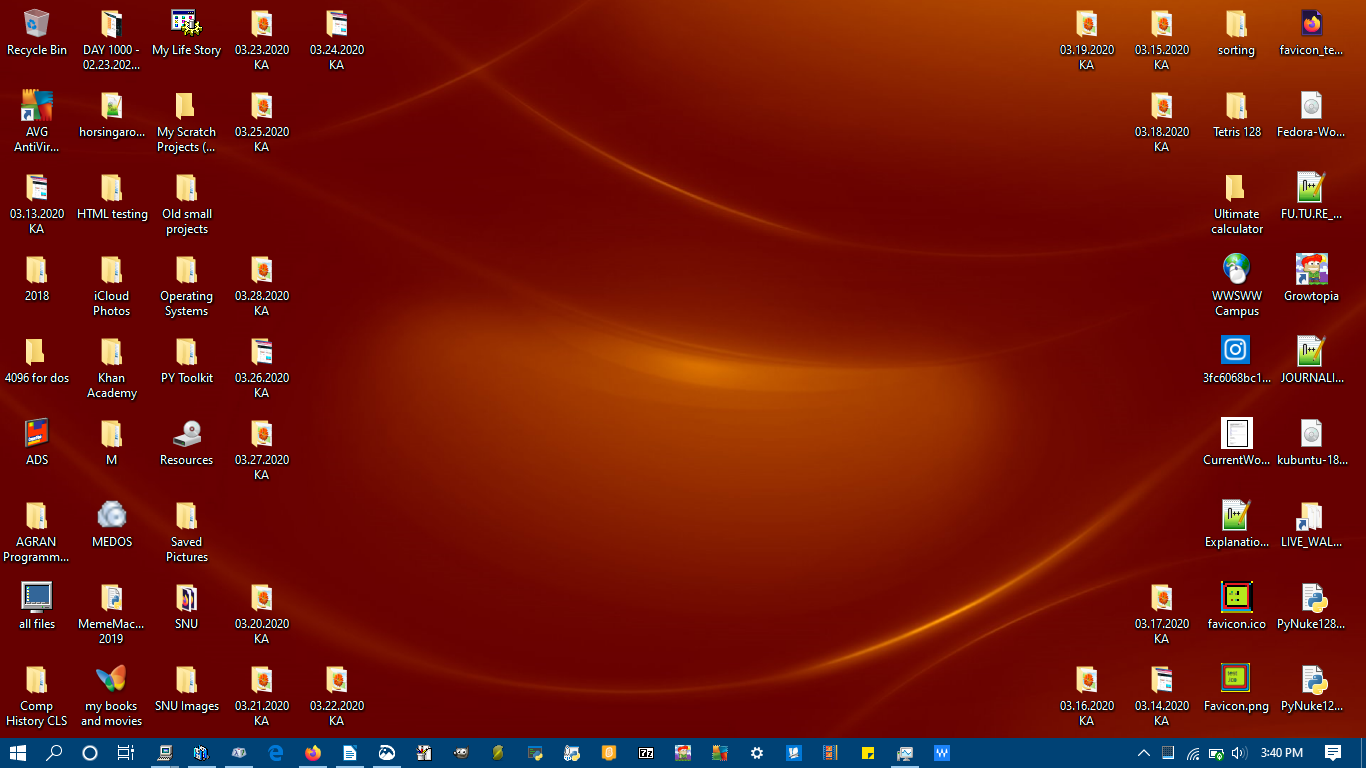 Recycle Bin
DAY 1000 -
02.23.202...
My Life Story
03.23.2020
KA
03.24.2020
KA
03.19.2020
KA
03.15.2020
KA
sorting
favicon_te...
AVG
AntiVir...
horsingaro...
My Scratch
Projects (...
03.25.2020
KA
03.18.2020
KA
Tetris 128
Fedora-Wo...
03.13.2020
KA
HTML testing
Old small
projects
Ultimate
calculator
FU.TU.RE_...
2018
iCloud
Photos
Operating
Systems
03.28.2020
KA
WWSWW
Campus
Growtopia
4096 for dos
Khan
Academy
PY Toolkit
03.26.2020
KA
3fc6068bc1...
JOURNALI...
ADS
M
Resources
03.27.2020
KA
CurrentWo...
kubuntu-18...
AGRAN
Programm...
MEDOS
Saved
Pictures
Explanatio...
LIVE_WAL...
all files
MemeMac...
2019
SNU
03.20.2020
KA
03.17.2020
KA
favicon.ico
PyNuke128...
Comp
History CLS
my books
and movies
SNU Images
03.21.2020
KA
03.22.2020
KA
03.16.2020
KA
03.14.2020
KA
Favicon.png
PyNuke12...
3:40 PM